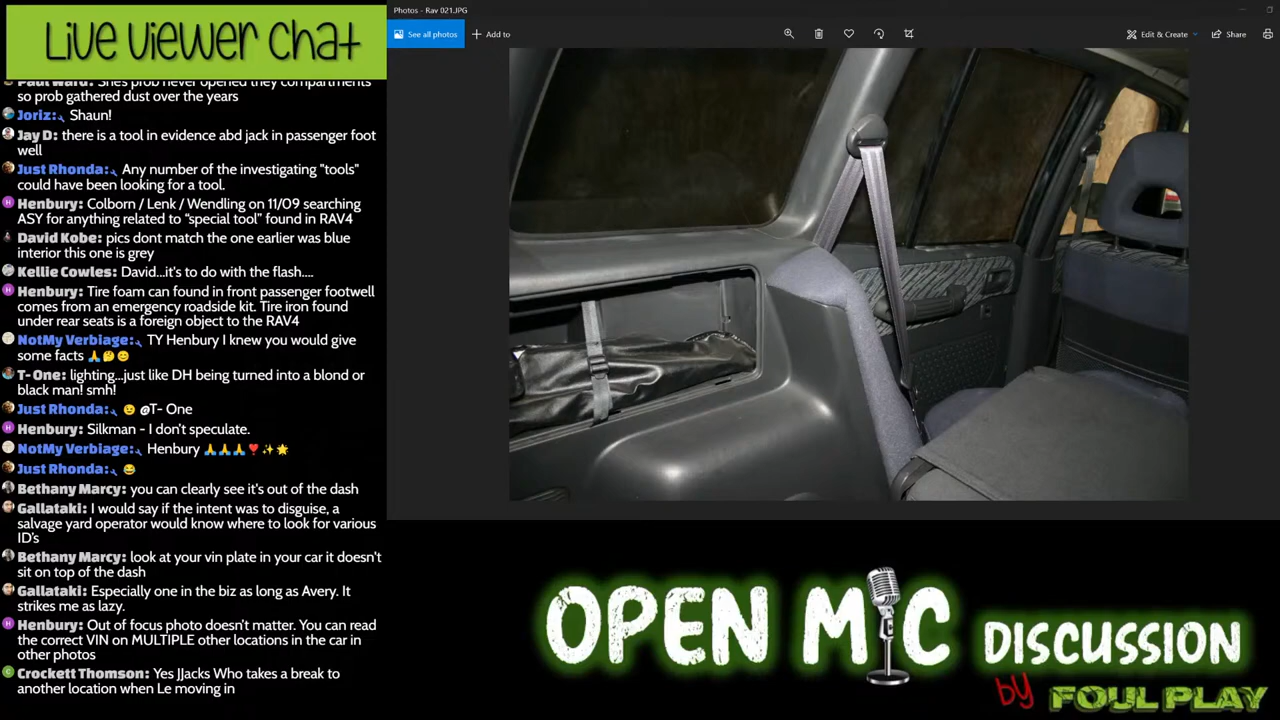 Live Viewer Chat
Paul Ward: She's prob never opened they compartments
so prob gathered dust over the years
Joriz: Shaun!
Jay D: there is a tool in evidence abd jack in passenger foot
well
Just Rhonda: Any number of the investigating "tools"
could have been looking for a tool.
Henbury: Colborn / Lenk / Wendling on 11/09 searching
ASY for anything related to "special tool" found in RAV4
David Kobe: pics dont match the one earlier was blue
interior this one is grey
Kellie Cowles: David...it's to do with the flash....
Henbury: Tire foam can found in front passenger footwell
comes from an emergency roadside kit. Tire iron found
under rear seats is a foreign object to the RAV4
NotMy Verbiage: TY Henbury I knew you would give
some facts 🙏🤔😊
T- One: lighting...just like DH being turned into a blond or
black man! smh!
Just Rhonda: 😉 @T- One
Henbury: Silkman - I don't speculate.
NotMy Verbiage: Henbury 🙏🙏🙏❣️✨🌟
Just Rhonda: 😂
Bethany Marcy: you can clearly see it's out of the dash
Gallataki: I would say if the intent was to disguise, a
salvage yard operator would know where to look for various
ID's
Bethany Marcy: look at your vin plate in your car it doesn't
sit on top of the dash
Gallataki: Especially one in the biz as long as Avery. It
strikes me as lazy.
Henbury: Out of focus photo doesn't matter. You can read
the correct VIN on MULTIPLE other locations in the car in
other photos
Crockett Thomson: Yes JJacks Who takes a break to
another location when Le moving in
Photos - Rav 021.JPG
See all photos
Add to
Edit & Create
Share
OPEN MIC DISCUSSION
by FOUL PLAY